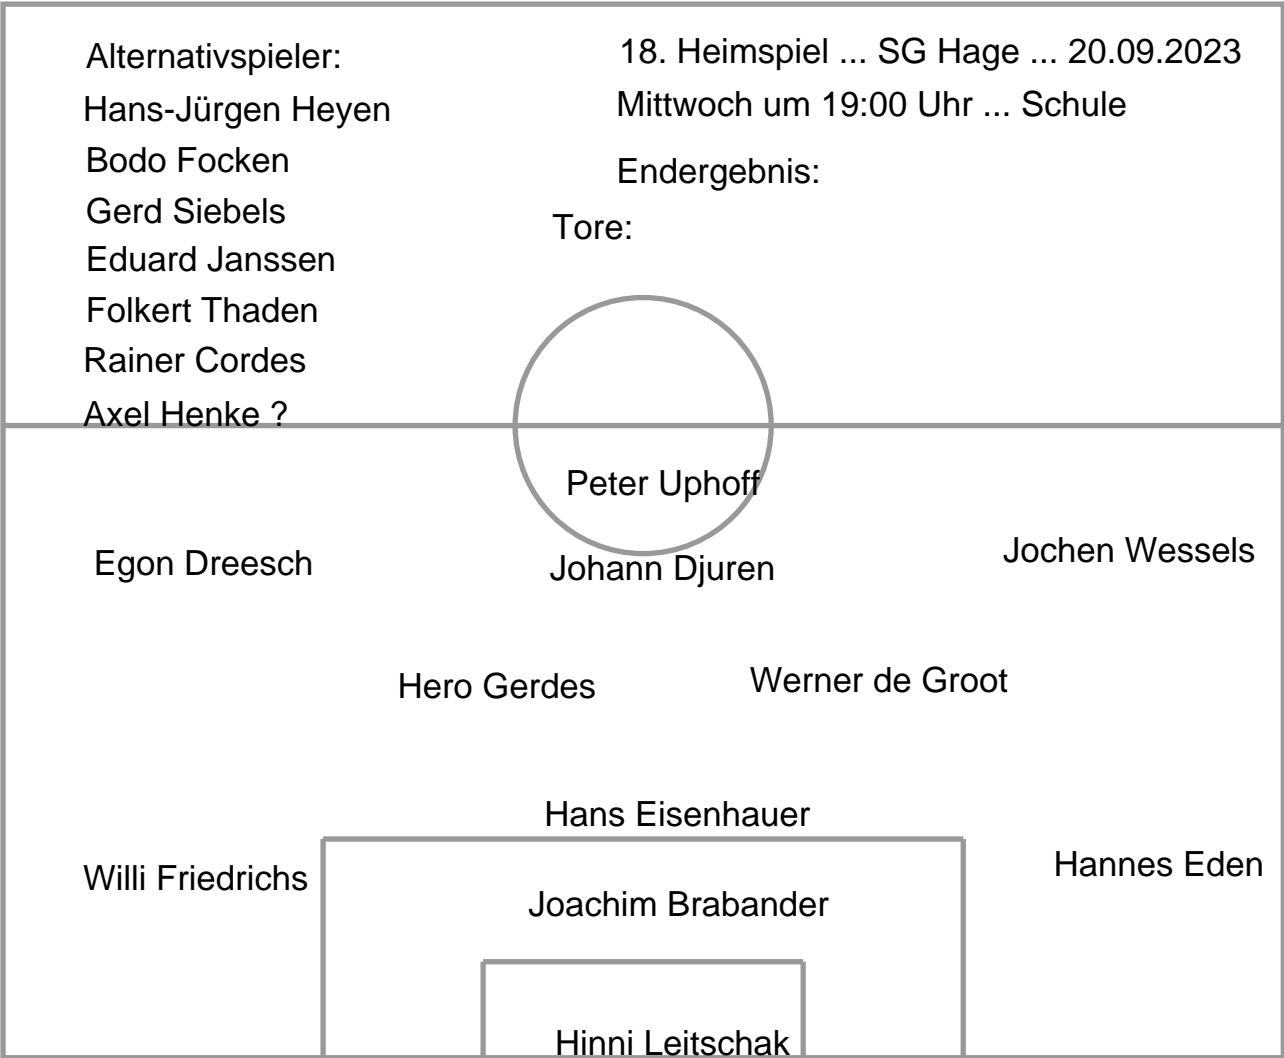 Alternativspieler:
Hans-Jürgen Heyen
Bodo Focken
Gerd Siebels
Eduard Janssen
Folkert Thaden
Rainer Cordes
Axel Henke ?
18. Heimspiel ... SG Hage ... 20.09.2023
Mittwoch um 19:00 Uhr ... Schule
Endergebnis:
Tore:
Peter Uphoff
Egon Dreesch
Johann Djuren
Jochen Wessels
Hero Gerdes
Werner de Groot
Hans Eisenhauer
Willi Friedrichs
Hannes Eden
Joachim Brabander
Hinni Leitschak